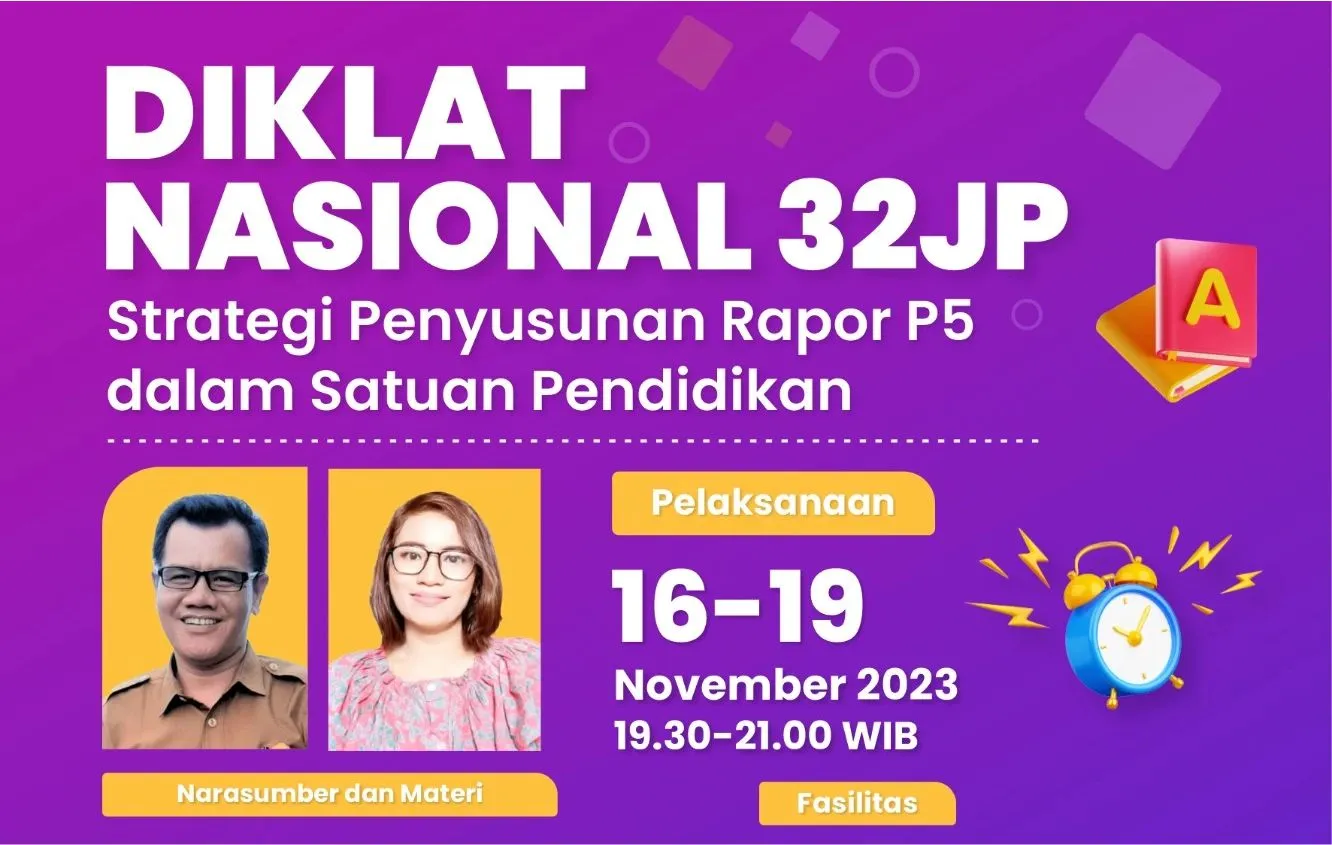 DIKLAT
NASIONAL 32JP
Strategi Penyusunan Rapor P5
dalam Satuan Pendidikan
Pelaksanaan
16-19
November 2023
19.30-21.00 WIB
Narasumber dan Materi
Fasilitas
A